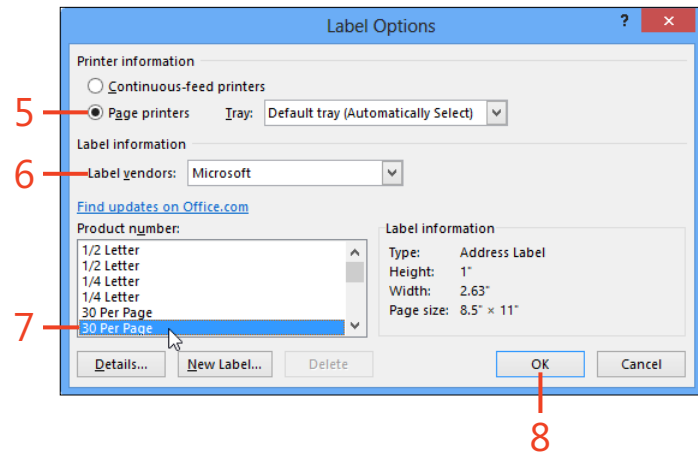 Label Options
?
×
Printer information
Continuous-feed printers
5
Page printers
Tray:
Default tray (Automatically Select)
Label information
6
Label vendors:
Microsoft
Find updates on Office.com
Product number:
1/2 Letter
1/2 Letter
1/4 Letter
1/4 Letter
30 Per Page
7
30 Per Page
Label information
Type: Address Label
Height: 1"
Width: 2.63"
Page size: 8.5" × 11"
Details...
New Label...
Delete
OK
Cancel
8